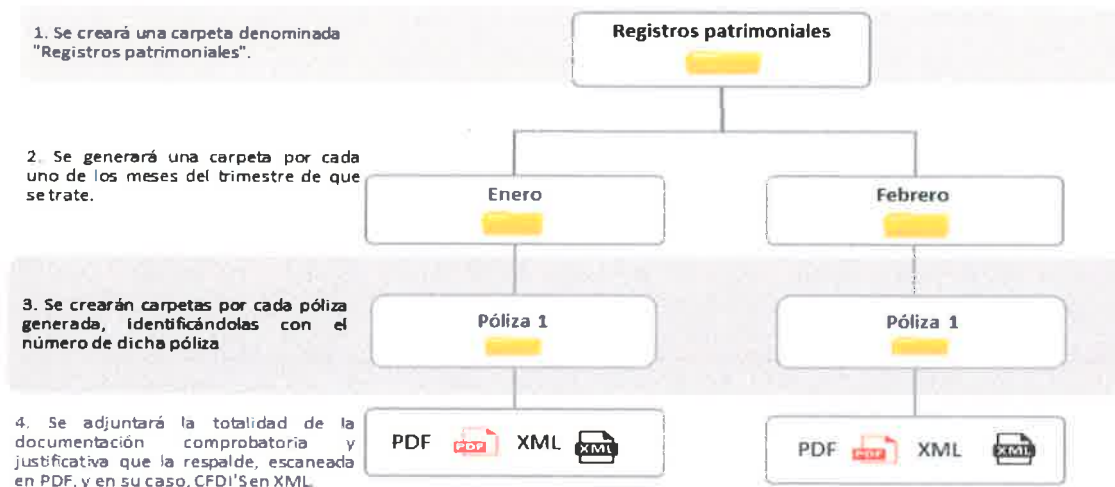 1. Se creará una carpeta denominada
"Registros patrimoniales".
Registros patrimoniales
2. Se generará una carpeta por cada
uno de los meses del trimestre de que
se trate.
Enero
Febrero
3. Se crearán carpetas por cada póliza
generada, identificándolas con el
número de dicha póliza
Póliza 1
Póliza 1
4. Se adjuntará la totalidad de la
documentación comprobatoria y
justificativa que la respalde, escaneada
en PDF, y en su caso, CFDI'S en XML.
PDF PDF XML XML
PDF PDF XML XML